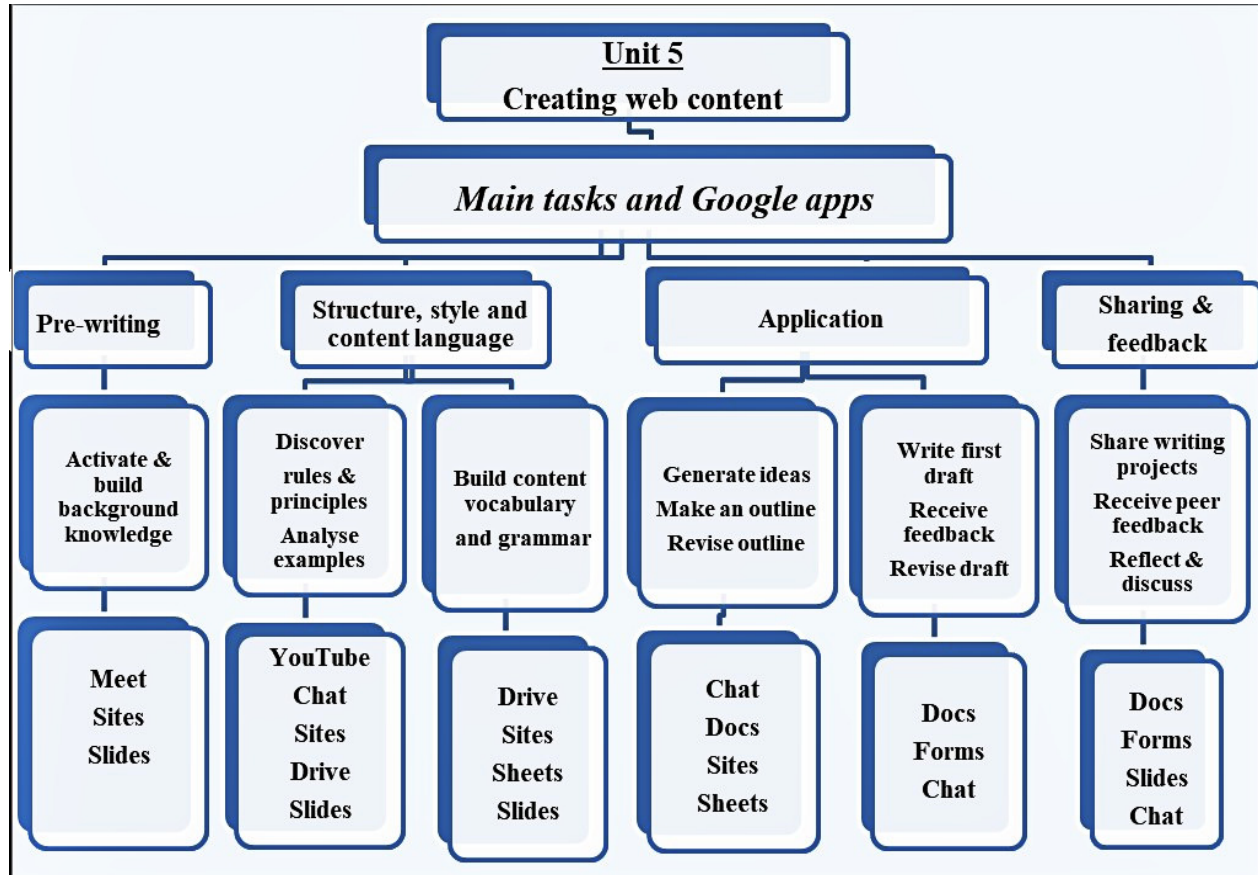 Unit 5
Creating web content
Main tasks and Google apps
Pre-writing
Structure, style and
content language
Application
Sharing &
feedback
Activate &
build
background
knowledge
Discover
rules &
principles
Analyse
examples
Build content
vocabulary
and grammar
Generate ideas
Make an outline
Revise outline
Write first
draft
Receive
feedback
Revise draft
Share writing
projects
Receive peer
feedback
Reflect &
discuss
Meet
Sites
Slides
YouTube
Chat
Sites
Drive
Slides
Drive
Sites
Sheets
Slides
Chat
Docs
Sites
Sheets
Docs
Forms
Chat
Docs
Forms
Slides
Chat